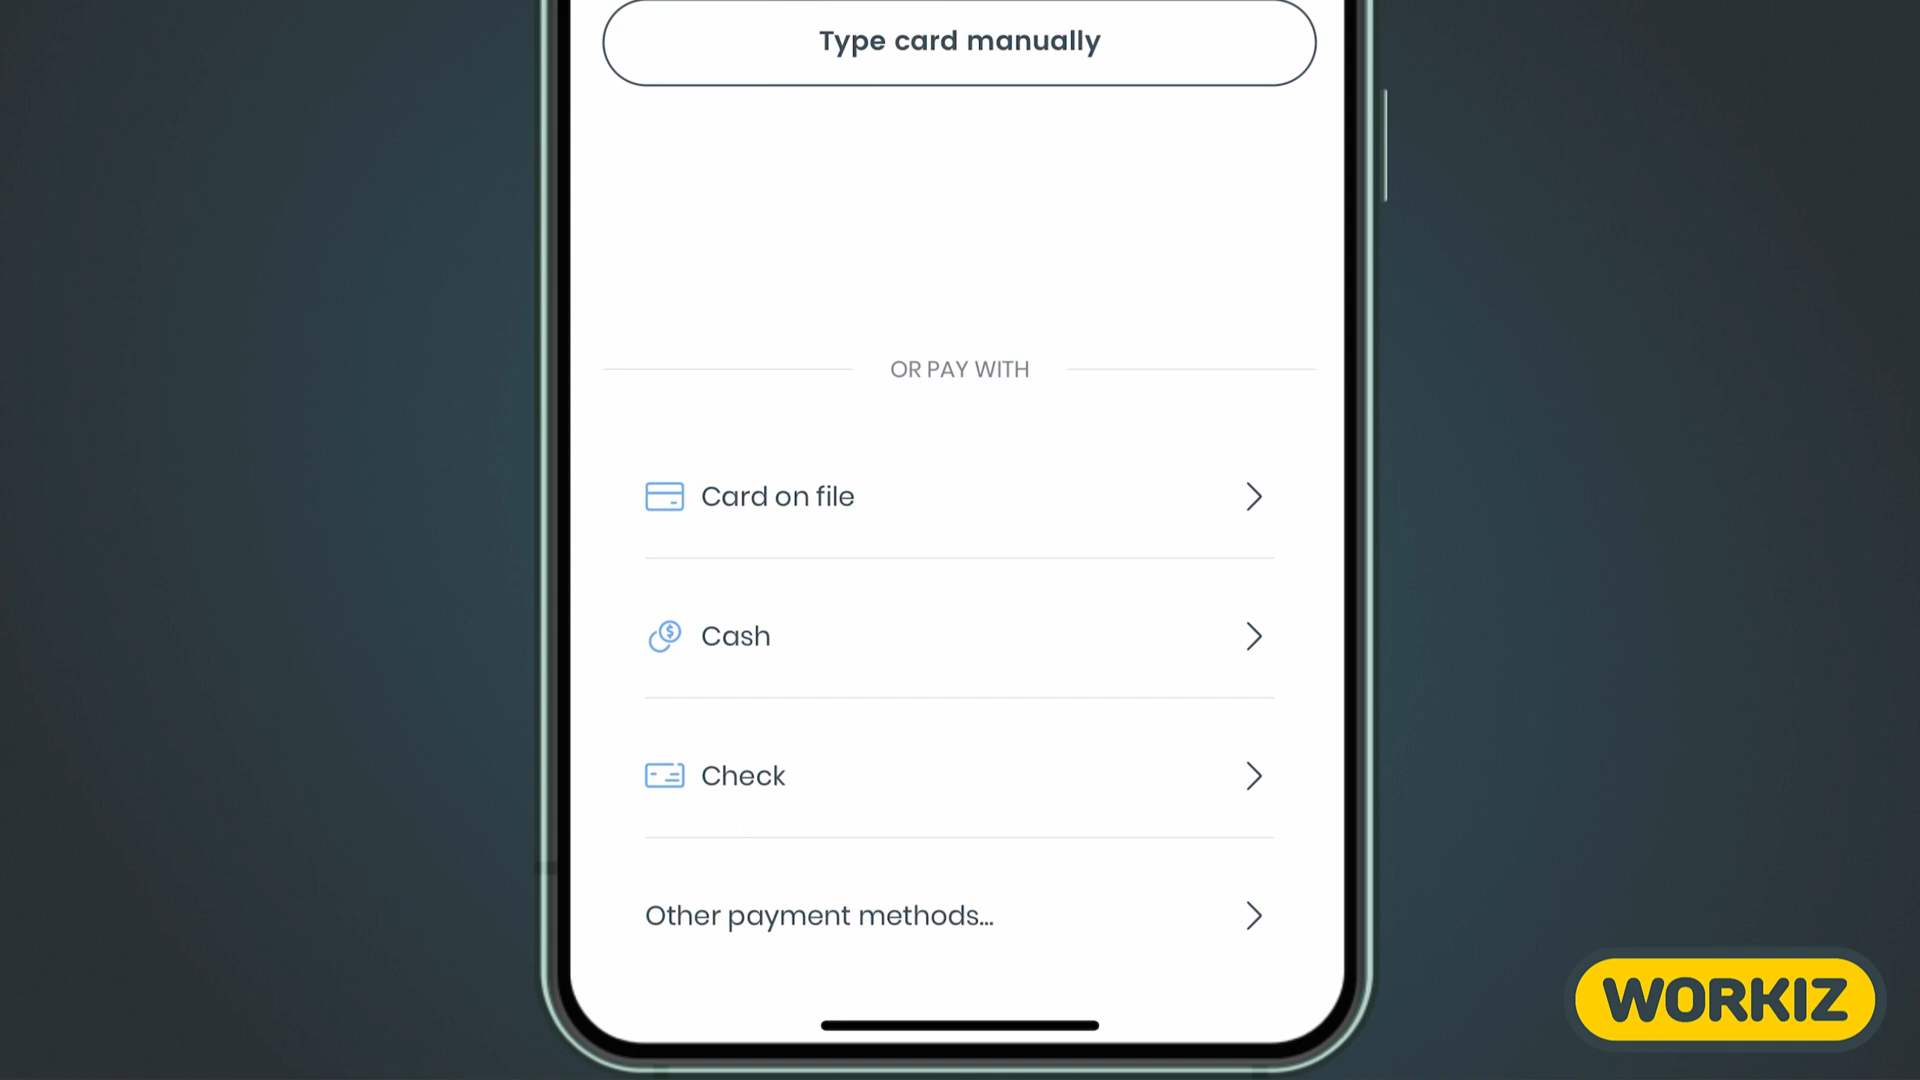 Type card manually
OR PAY WITH
Card on file
Cash
Check
Other payment methods...
WORKIZ